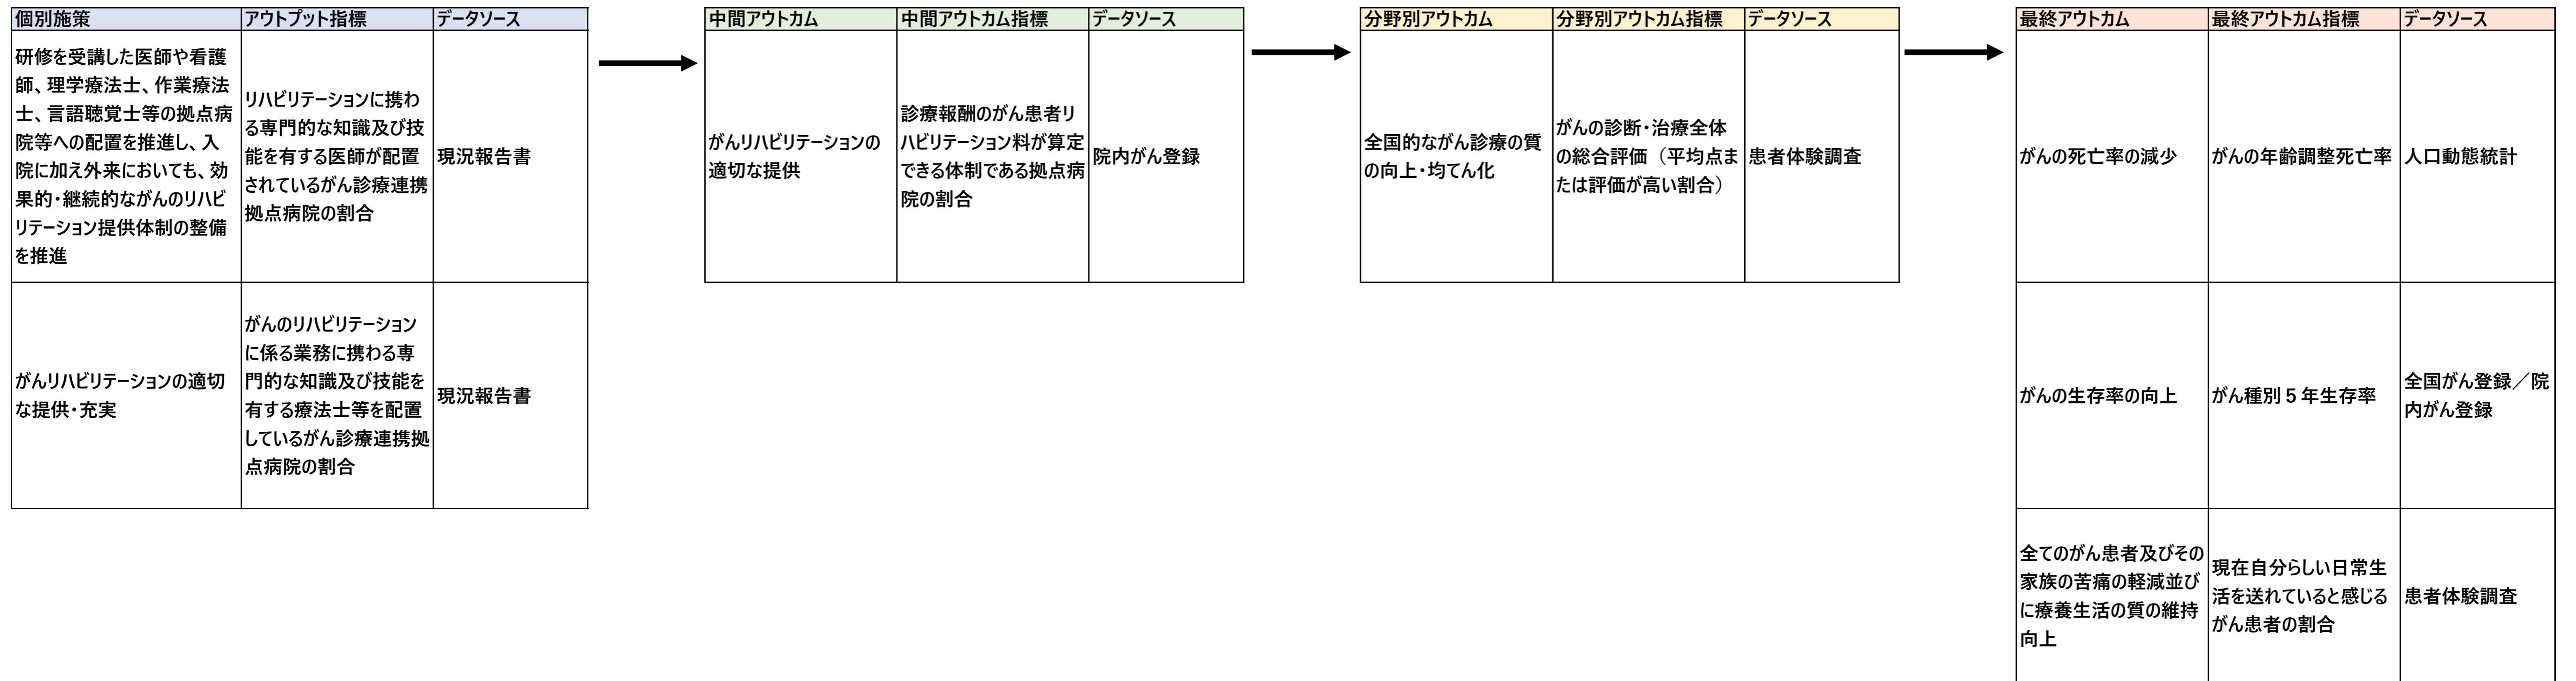 個別施策
アウトプット指標
データソース
研修を受講した医師や看護
師、理学療法士、作業療法
士、言語聴覚士等の拠点病
院等への配置を推進し、入
院に加え外来においても、効
果的・継続的ながんのリハビ
リテーション提供体制の整備
を推進
リハビリテーションに携わ
る専門的な知識及び技
能を有する医師が配置
されているがん診療連携
拠点病院の割合
現況報告書
がんリハビリテーションの適切
な提供・充実
がんのリハビリテーション
に係る業務に携わる専
門的な知識及び技能を
有する療法士等を配置
しているがん診療連携拠
点病院の割合
現況報告書
中間アウトカム
中間アウトカム指標
データソース
がんリハビリテーションの
適切な提供
診療報酬のがん患者リ
ハビリテーション料が算定
できる体制である拠点病
院の割合
院内がん登録
分野別アウトカム
分野別アウトカム指標
データソース
全国的ながん診療の質
の向上・均てん化
がんの診断・治療全体
の総合評価（平均点ま
たは評価が高い割合）
患者体験調査
最終アウトカム
最終アウトカム指標
データソース
がんの死亡率の減少
がんの年齢調整死亡率
人口動態統計
がんの生存率の向上
がん種別５年生存率
全国がん登録／院
内がん登録
全てのがん患者及びその
家族の苦痛の軽減並び
に療養生活の質の維持
向上
現在自分らしい日常生
活を送れていると感じる
がん患者の割合
患者体験調査